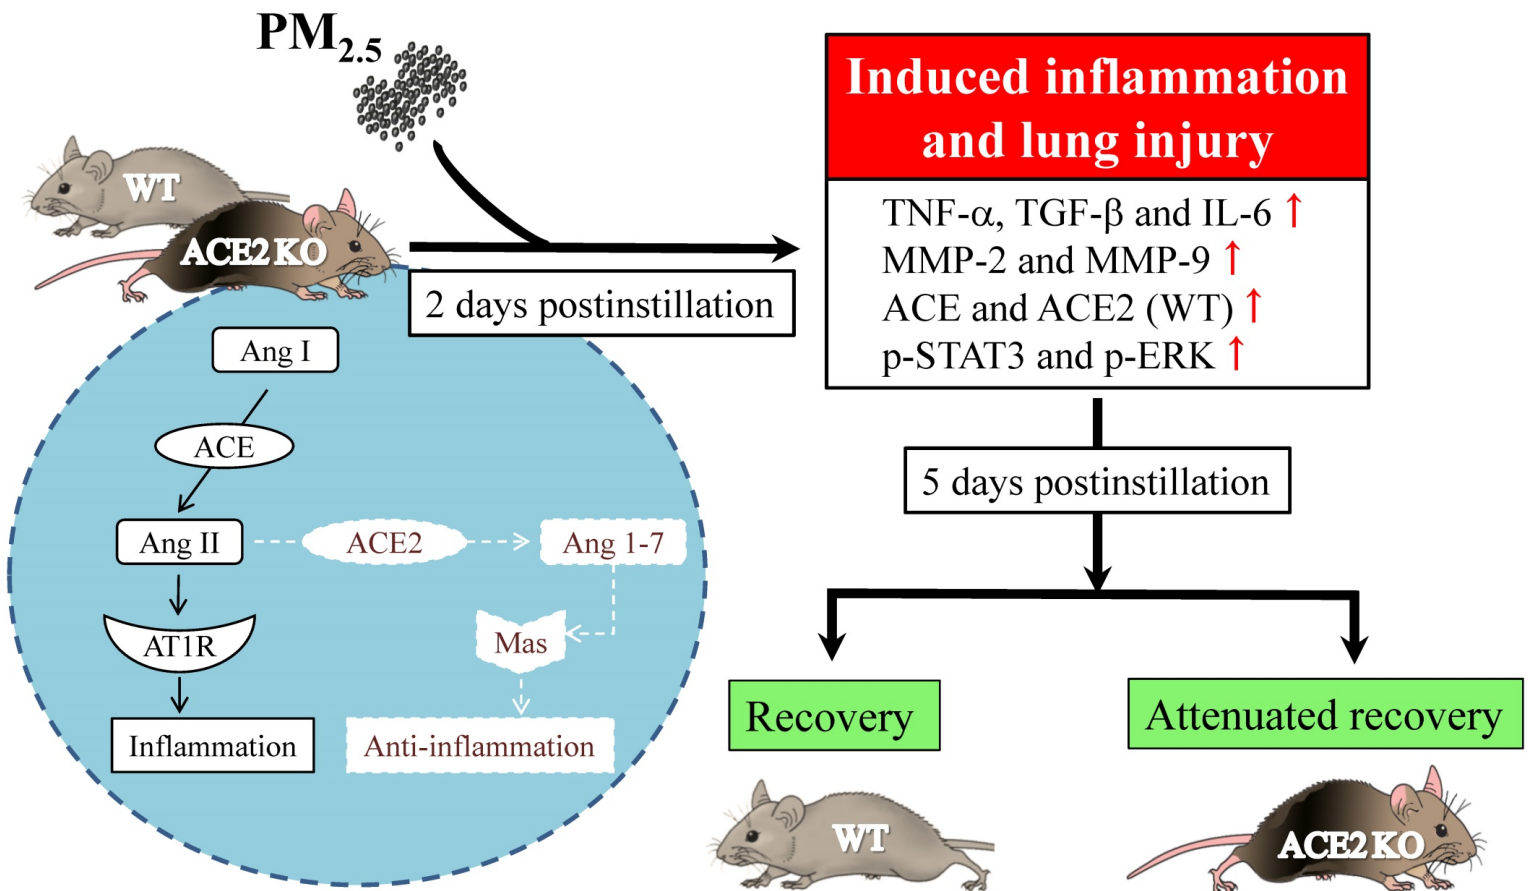 PM2.5
WT
ACE2 KO
2 days postinstillation
Induced inflammation
and lung injury
TNF-α, TGF-β and IL-6 ↑
MMP-2 and MMP-9 ↑
ACE and ACE2 (WT) ↑
p-STAT3 and p-ERK ↑
Ang I
ACE
Ang II
ACE2
Ang 1-7
AT1R
Mas
Inflammation
Anti-inflammation
5 days postinstillation
Recovery
Attenuated recovery
WT
ACE2 KO